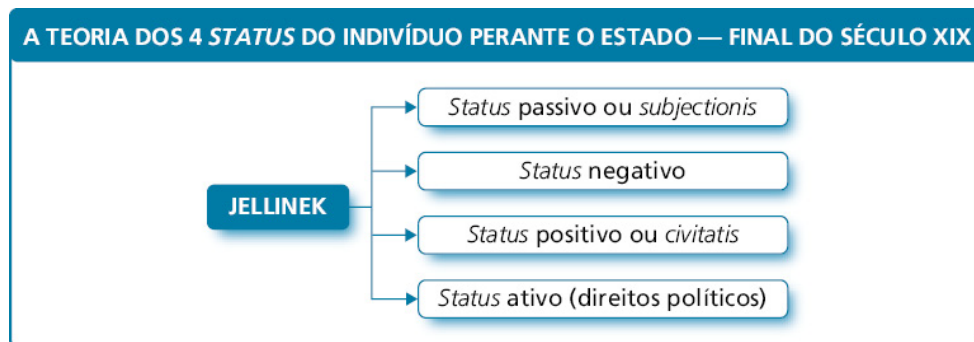 A TEORIA DOS 4 STATUS DO INDIVÍDUO PERANTE O ESTADO — FINAL DO SÉCULO XIX
Status passivo ou subjectionis
Status negativo
JELLINEK
Status positivo ou civitatis
Status ativo (direitos políticos)